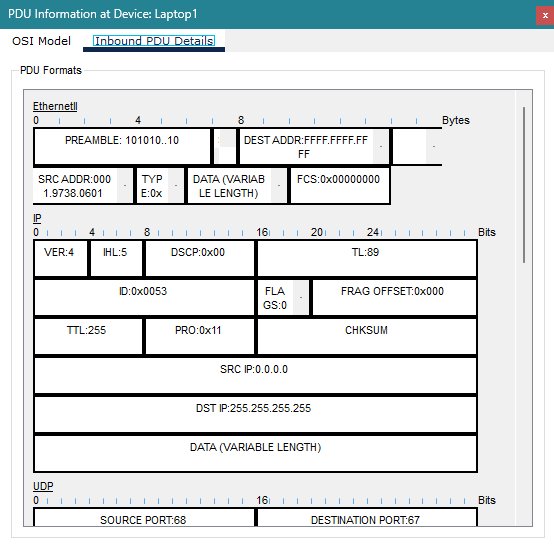 PDU Information at Device: Laptop1
x
OSI Model Inbound PDU Details
PDU Formats
EthernetII
0 4 8 Bytes
PREAMBLE: 101010..10 DEST ADDR:FFFF.FFFF.FF
FF
SRC ADDR:000
1.9738.0601
TYP
E:0x
DATA (VARIAB
LE LENGTH)
FCS:0x00000000
IP
0 4 8 16 20 24 Bits
VER:4 IHL:5 DSCP:0x00 TL:89
ID:0x0053 FLA
GS:0
FRAG OFFSET:0x000
TTL:255 PRO:0x11 CHKSUM
SRC IP:0.0.0.0
DST IP:255.255.255.255
DATA (VARIABLE LENGTH)
UDP
0 16 Bits
SOURCE PORT:68 DESTINATION PORT:67